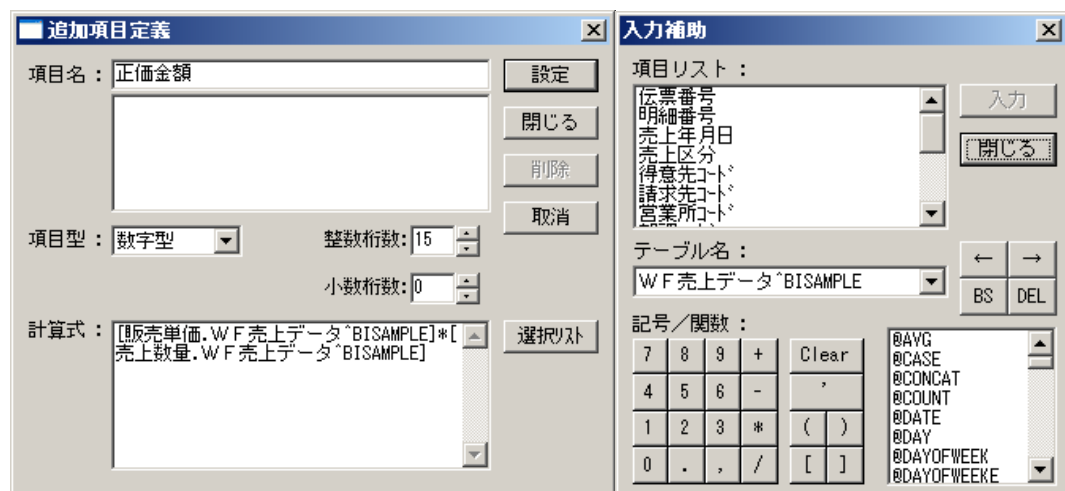 追加項目定義
項目名：
正価金額
設定
閉じる
削除
取消
項目型：
数字型
整数桁数:
15
小数桁数:
0
計算式：
[販売単価.ＷＦ売上データ^BISAMPLE]*[
売上数量.ＷＦ売上データ^BISAMPLE]
選択ﾘｽﾄ
入力補助
項目リスト：
伝票番号
明細番号
売上年月日
売上区分
得意先ｺｰﾄﾞ
請求先ｺｰﾄﾞ
営業所ｺｰﾄﾞ
入力
閉じる
テーブル名：
ＷＦ売上データ^BISAMPLE
← →
BS DEL
記号／関数：
7 8 9 + Clear
4 5 6 - ’
1 2 3 * ( )
0 . , / [ ]
@AVG
@CASE
@CONCAT
@COUNT
@DATE
@DAY
@DAYOFWEEK
@DAYOFWEEKE